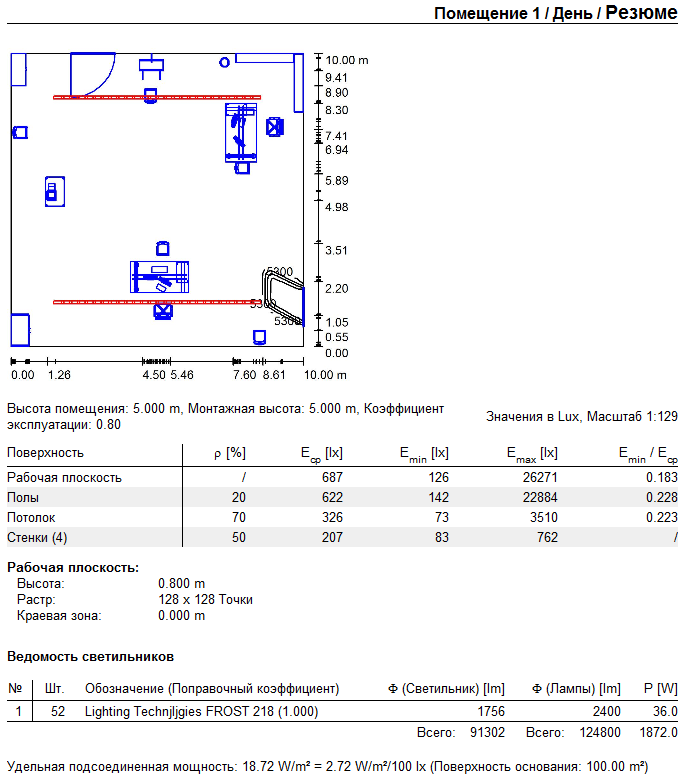 Помещение 1 / День / Резюме
10.00 m
9.41
8.90
8.30
7.41
6.94
5.89
4.98
3.51
5300
2.20
5300
5300
1.05
0.55
0.00
0.00 1.26 4.50 5.46 7.60 8.61 10.00 m
Высота помещения: 5.000 m, Монтажная высота: 5.000 m, Коэффициент
эксплуатации: 0.80
Значения в Lux, Масштаб 1:129
Поверхность ρ [%] Eср [lx] Emin [lx] Emax [lx] Emin / Eср
Рабочая плоскость / 687 126 26271 0.183
Полы 20 622 142 22884 0.228
Потолок 70 326 73 3510 0.223
Стенки (4) 50 207 83 762 /
Рабочая плоскость:
Высота: 0.800 m
Растр: 128 x 128 Точки
Краевая зона: 0.000 m
Ведомость светильников
№ Шт. Обозначение (Поправочный коэффициент) Φ (Светильник) [lm] Φ (Лампы) [lm] P [W]
1 52 Lighting Technjljgies FROST 218 (1.000) 1756 2400 36.0
Всего: 91302 Всего: 124800 1872.0
Удельная подсоединенная мощность: 18.72 W/m² = 2.72 W/m²/100 lx (Поверхность основания: 100.00 m²)